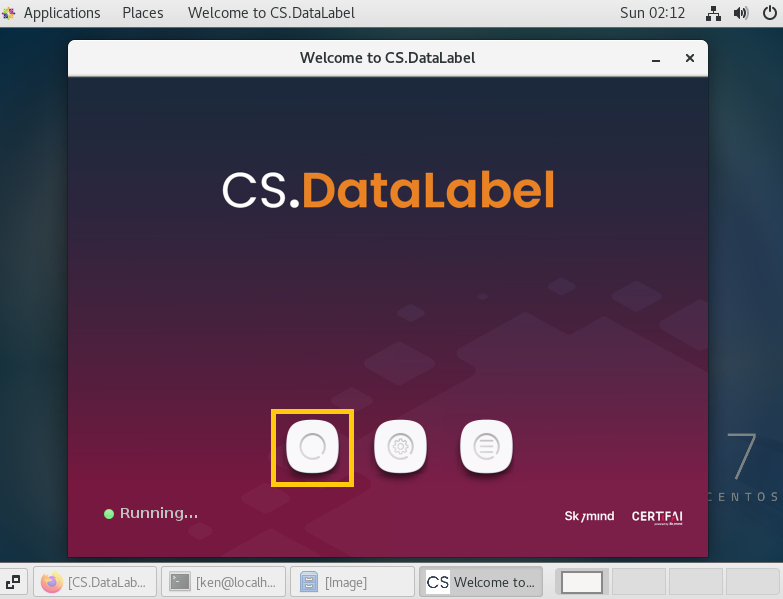 Applications Places Welcome to CS.DataLabel Sun 02:12
Welcome to CS.DataLabel
CS.DataLabel
7
CENTOS
Running...
Skymind CERTIFAI
[CS.DataLab... [ken@localh... [Image] CS Welcome to...